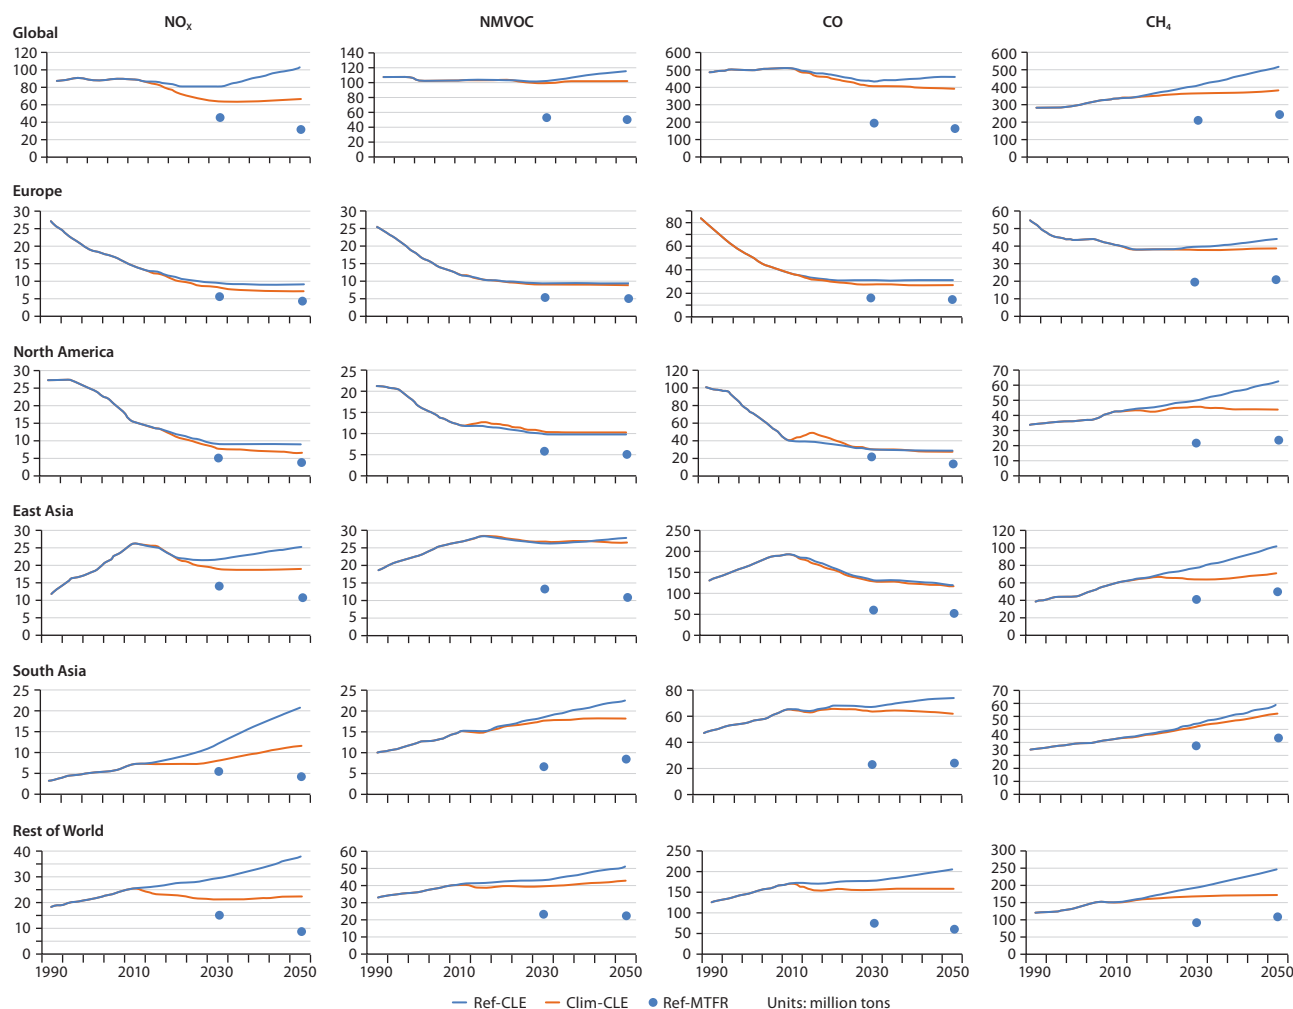 NOx NMVOC CO CH4
Global
120 140 600 600
100 120 500 500
80 100 400 400
60 80 300 300
40 60 200 200
20 40 100 100
0 20 0 0
0
Europe
30 30 80 60
25 25 60 50
20 20 40 40
15 15 20 30
10 10 0 20
5 5 10
0 0 0
North America
30 25 120 70
25 20 100 60
20 15 80 50
15 10 60 40
10 5 40 30
5 0 20 20
0 0 10
0
East Asia
30 30 250 120
25 25 200 100
20 20 150 80
15 15 100 60
10 10 50 40
5 5 0 20
0 0 0
South Asia
25 25 80 70
20 20 60 60
15 15 40 50
10 10 20 40
5 5 0 30
0 0 20
10
0
Rest of World
40 60 250 300
30 50 200 250
20 40 150 200
10 30 100 150
0 20 50 100
10 0 50
0 0
1990 2010 2030 2050 1990 2010 2030 2050 1990 2010 2030 2050 1990 2010 2030 2050
Ref-CLE Clim-CLE Ref-MTFR Units: million tons